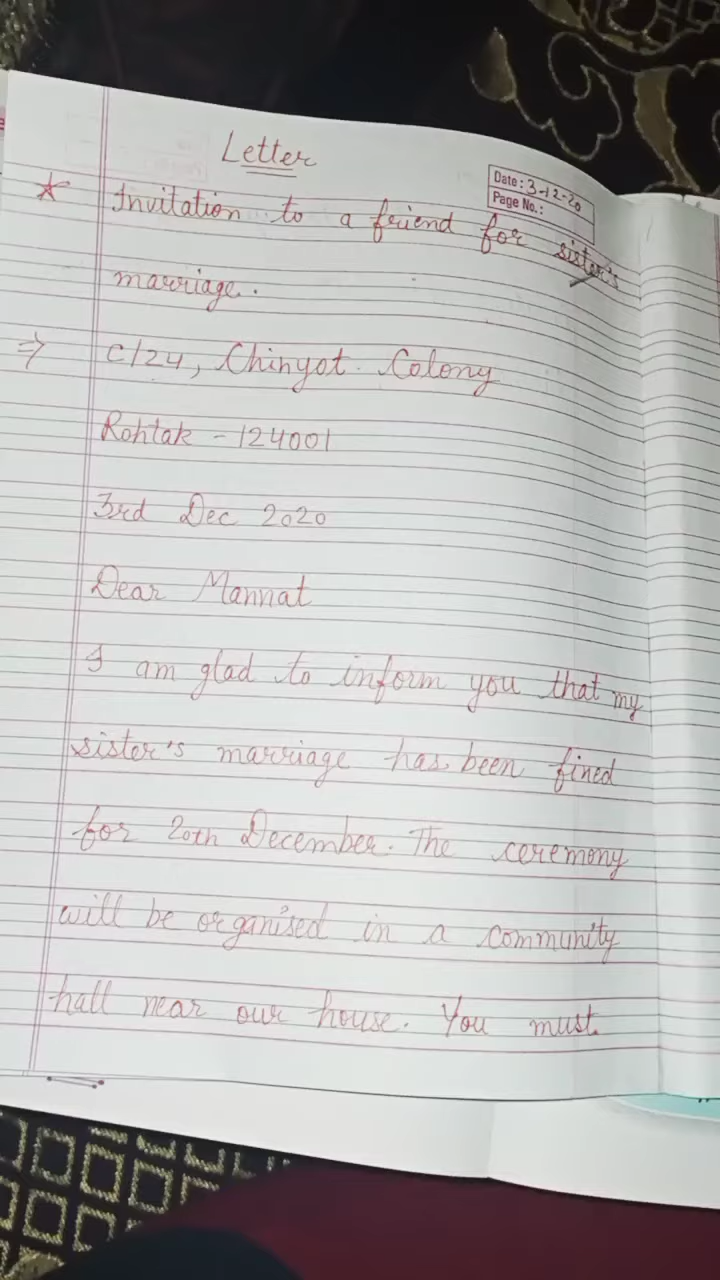 Letter
Date: 3-12-20
Page No.:
★ Invitation to a friend for sister's
marriage.
⇒ C124, Chinyot Colony
Rohtak - 124001
3rd Dec 2020
Dear Mannat
I am glad to inform you that my
sister's marriage has been fined
for 20th December. The ceremony
will be organised in a community
hall near our house. You must